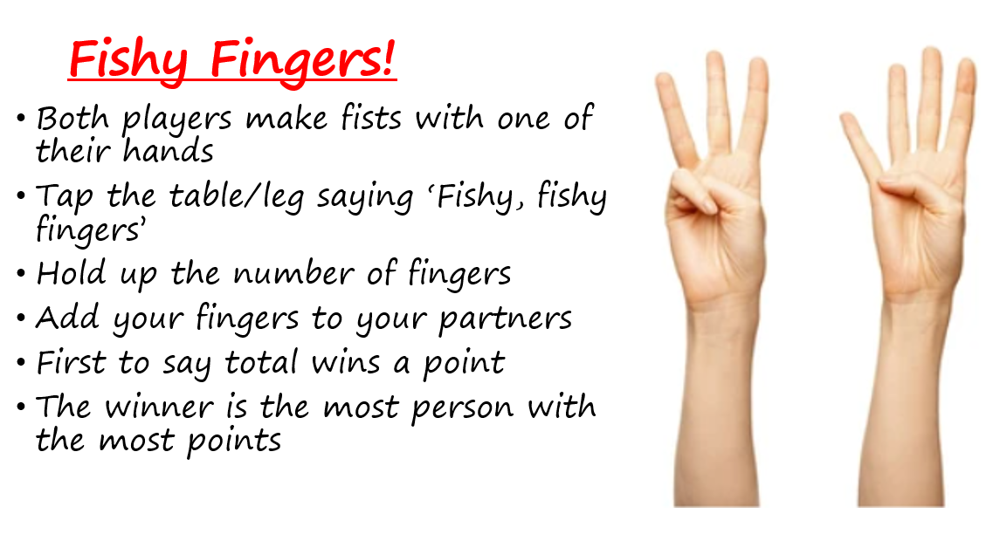 Fishy Fingers!
• Both players make fists with one of
their hands
• Tap the table/leg saying ‘Fishy, fishy
fingers’
• Hold up the number of fingers
• Add your fingers to your partners
• First to say total wins a point
• The winner is the most person with
the most points